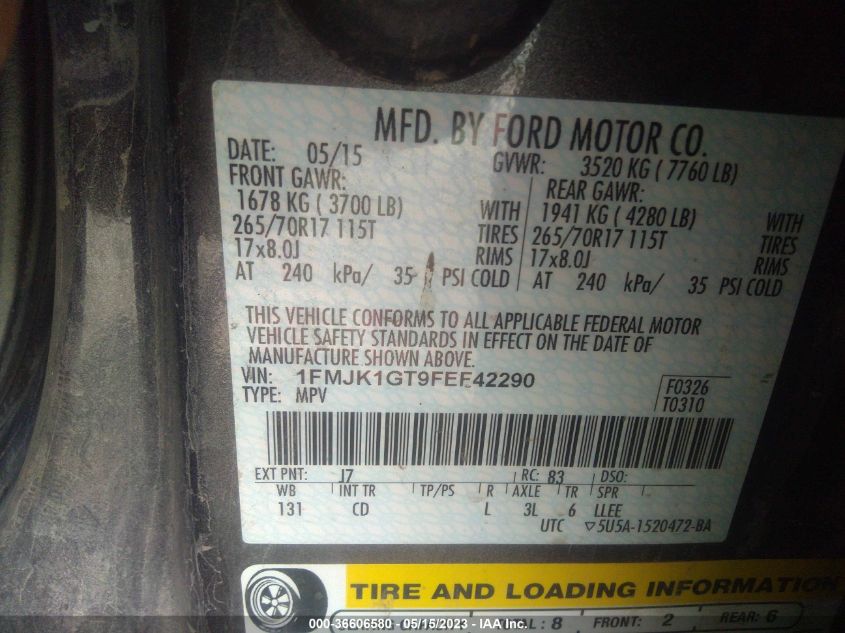 MFD. BY FORD MOTOR CO.
DATE: 05/15 GVWR: 3520 KG ( 7760 LB)
FRONT GAWR: REAR GAWR:
1678 KG ( 3700 LB) WITH 1941 KG ( 4280 LB) WITH
265/70R17 115T TIRES 265/70R17 115T TIRES
17x8.0J RIMS 17x8.0J RIMS
AT 240 kPa/ 35 PSI COLD AT 240 kPa/ 35 PSI COLD
THIS VEHICLE CONFORMS TO ALL APPLICABLE FEDERAL MOTOR
VEHICLE SAFETY STANDARDS IN EFFECT ON THE DATE OF
MANUFACTURE SHOWN ABOVE.
VIN: 1FMJK1GT9FEF42290 F0326
TYPE: MPV T0310
EXT PNT: J7 RC: 83 DSO:
WB INT TR TP/PS R AXLE TR SPR
131 CD L 3L 6 LLEE
UTC ▽5U5A-1520472-BA
TIRE AND LOADING INFORMATION
: 8 FRONT: 2 REAR: 6
000-36606580 - 05/15/2023 - IAA Inc.